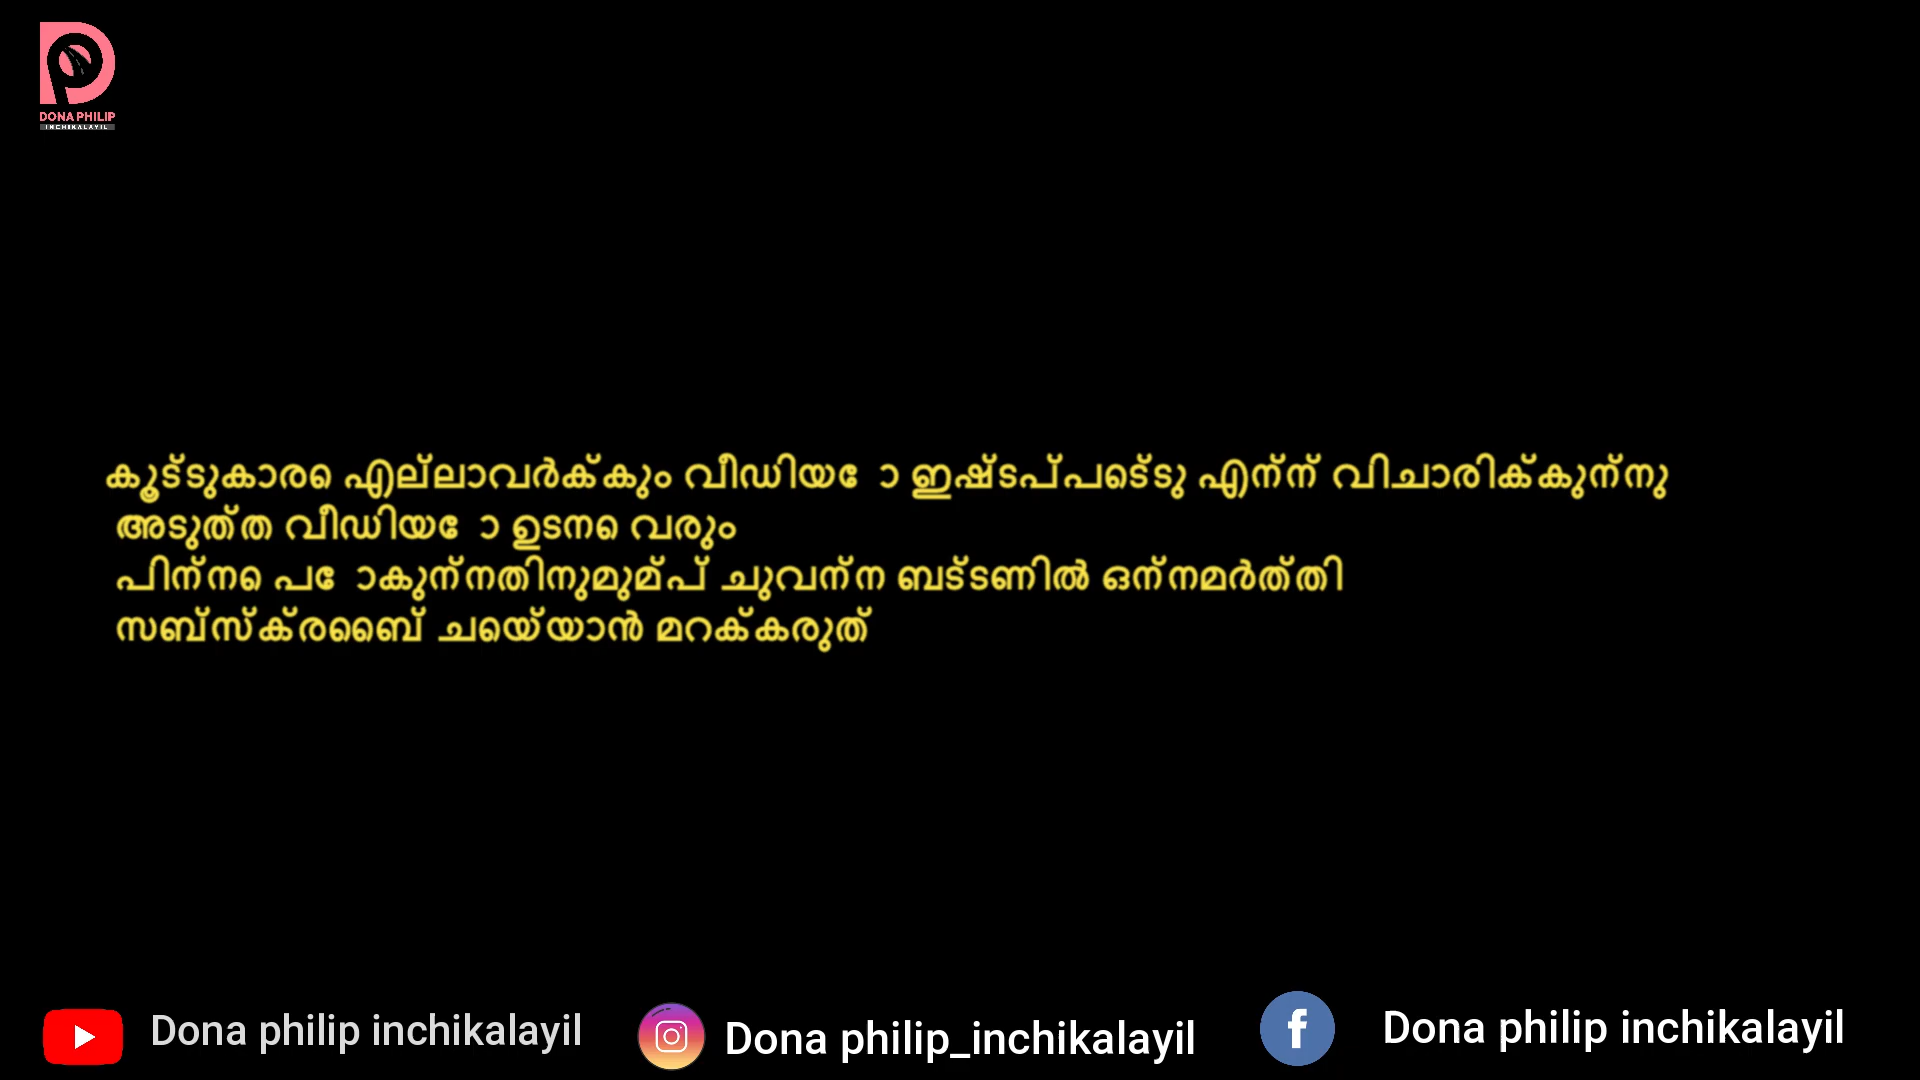 DONA PHILIP
INCHIKALAYIL
കൂട്ടുകാരെ എല്ലാവർക്കും വീഡിയോ ഇഷ്ടപ്പെട്ടു എന്ന് വിചാരിക്കുന്നു
അടുത്ത വീഡിയോ ഉടനെ വരും
പിന്നെ പോകുന്നതിനുമുമ്പ് ചുവന്ന ബട്ടണിൽ ഒന്നമർത്തി
സബ്സ്ക്രൈബ് ചെയ്യാൻ മറക്കരുത്
Dona philip inchikalayil
Dona philip_inchikalayil
Dona philip inchikalayil